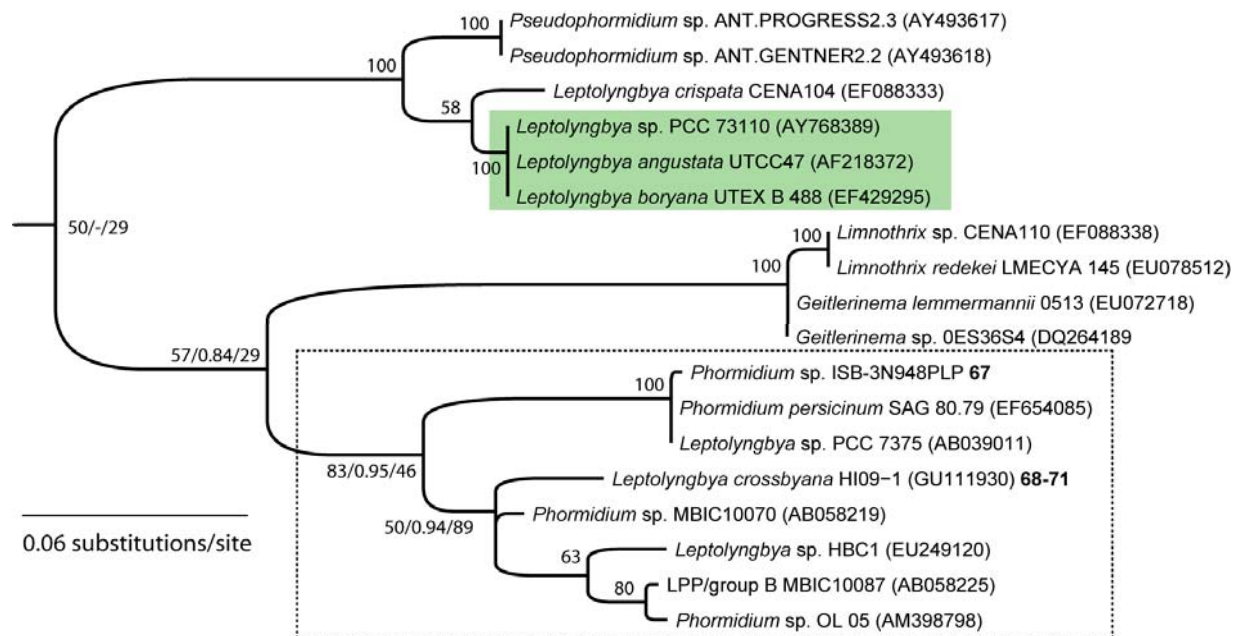 100
Pseudophormidium sp. ANT.PROGRESS2.3 (AY493617)
Pseudophormidium sp. ANT.GENTNER2.2 (AY493618)
100
58
Leptolyngbya crispata CENA104 (EF088333)
Leptolyngbya sp. PCC 73110 (AY768389)
100
Leptolyngbya angustata UTCC47 (AF218372)
Leptolyngbya boryana UTEX B 488 (EF429295)
50/-/29
100
Limnothrix sp. CENA110 (EF088338)
100
Limnothrix redekei LMECYA 145 (EU078512)
Geitlerinema lemmermannii 0513 (EU072718)
Geitlerinema sp. 0ES36S4 (DQ264189
57/0.84/29
100
Phormidium sp. ISB-3N948PLP 67
Phormidium persicinum SAG 80.79 (EF654085)
Leptolyngbya sp. PCC 7375 (AB039011)
83/0.95/46
Leptolyngbya crossbyana HI09−1 (GU111930) 68-71
50/0.94/89
Phormidium sp. MBIC10070 (AB058219)
0.06 substitutions/site
63
Leptolyngbya sp. HBC1 (EU249120)
80
LPP/group B MBIC10087 (AB058225)
Phormidium sp. OL 05 (AM398798)